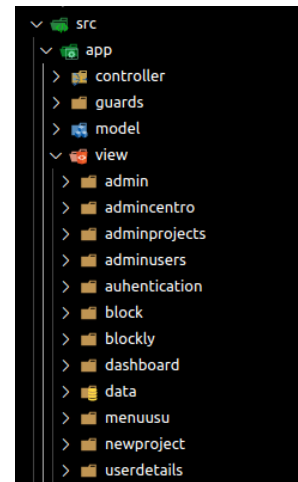 src
app
controller
guards
model
view
admin
admincentro
adminprojects
adminusers
auhentication
block
blockly
dashboard
data
menuusu
newproject
userdetails